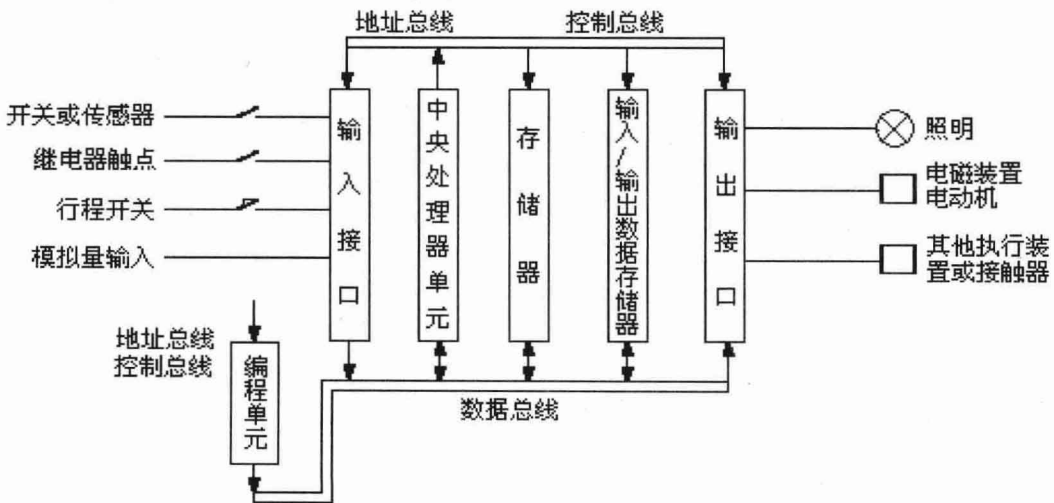 地址总线
控制总线
开关或传感器
继电器触点
行程开关
模拟量输入
输入接口
中央处理器单元
存储器
输入/输出数据存储器
输出接口
照明
电磁装置
电动机
其他执行装
置或接触器
地址总线
控制总线
编程单元
数据总线